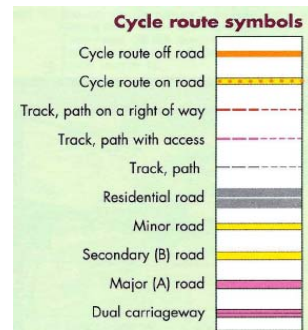 Cycle route symbols
Cycle route off road
Cycle route on road
Track, path on a right of way
Track, path with access
Track, path
Residential road
Minor road
Secondary (B) road
Major (A) road
Dual carriageway